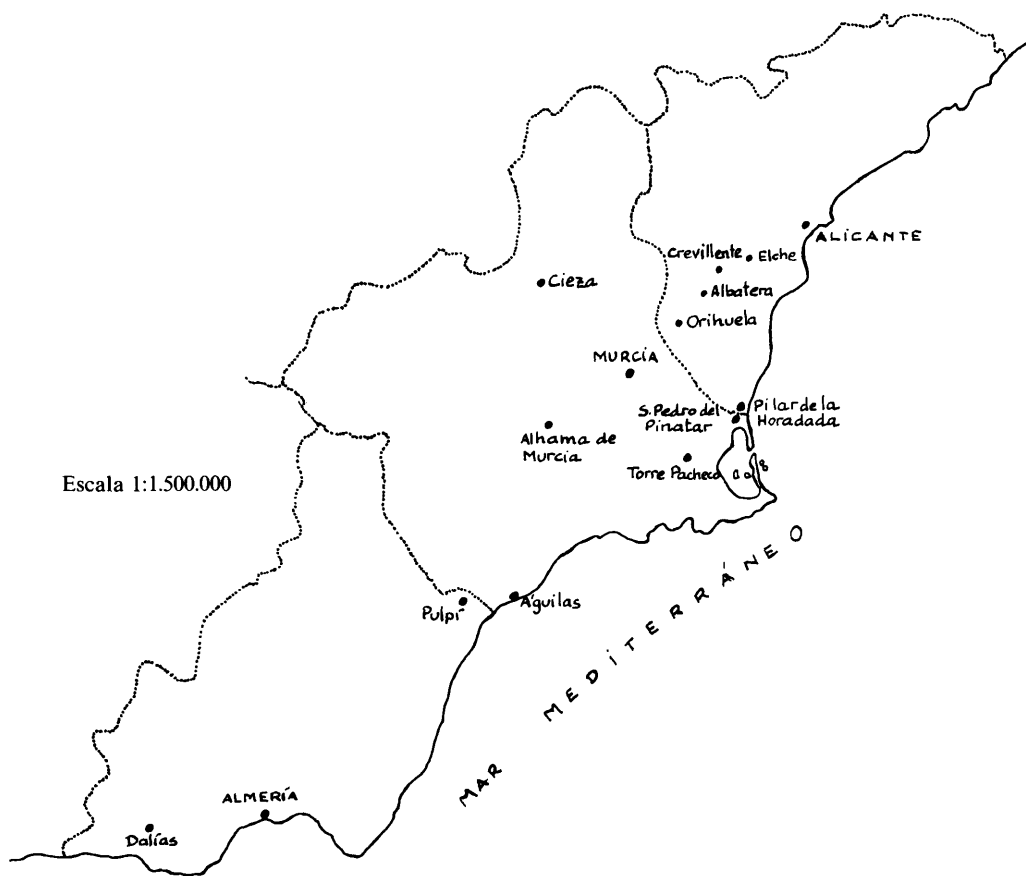 ALICANTE
Crevillente
Elche
Cieza
Albatera
Orihuela
MURCIA
S. Pedro del
Pinatar
Pilar de la
Horadada
Alhama de
Murcia
Torre Pacheco
Escala 1:1.500.000
Pulpí
Águilas
MAR MEDITERRÁNEO
ALMERÍA
Dalías